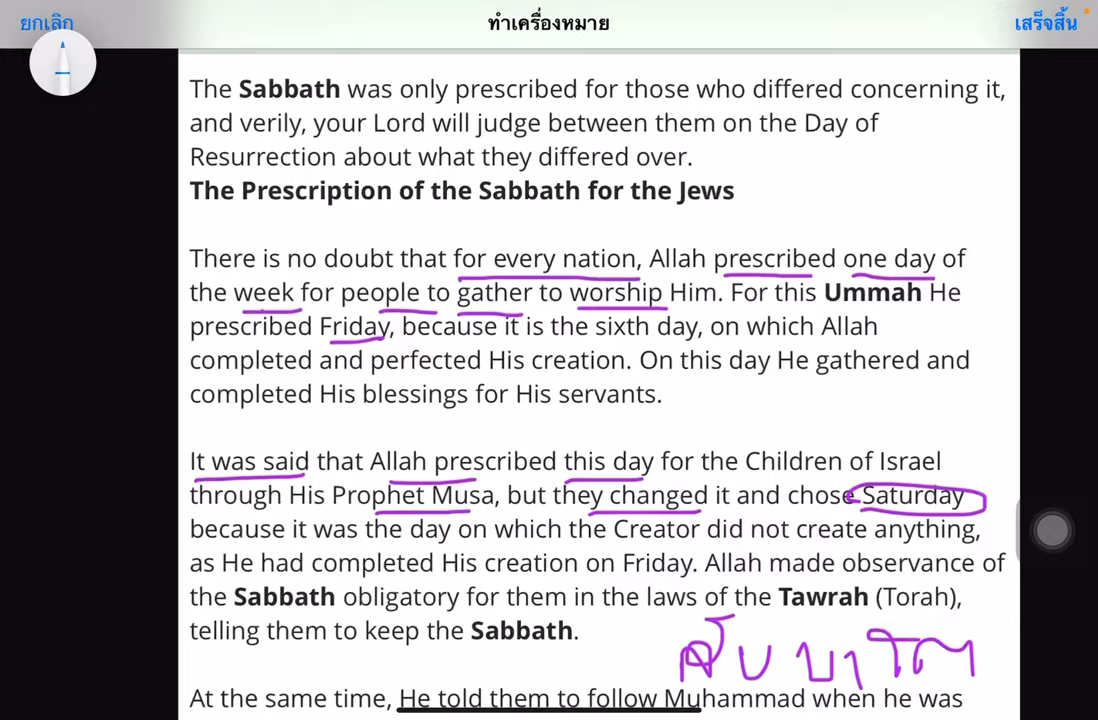 ยกเลิก ทำเครื่องหมาย เสร็จสิ้น
The Sabbath was only prescribed for those who differed concerning it,
and verily, your Lord will judge between them on the Day of
Resurrection about what they differed over.
The Prescription of the Sabbath for the Jews
There is no doubt that for every nation, Allah prescribed one day of
the week for people to gather to worship Him. For this Ummah He
prescribed Friday, because it is the sixth day, on which Allah
completed and perfected His creation. On this day He gathered and
completed His blessings for His servants.
It was said that Allah prescribed this day for the Children of Israel
through His Prophet Musa, but they changed it and chose Saturday
because it was the day on which the Creator did not create anything,
as He had completed His creation on Friday. Allah made observance of
the Sabbath obligatory for them in the laws of the Tawrah (Torah),
telling them to keep the Sabbath.
At the same time, He told them to follow Muhammad when he was